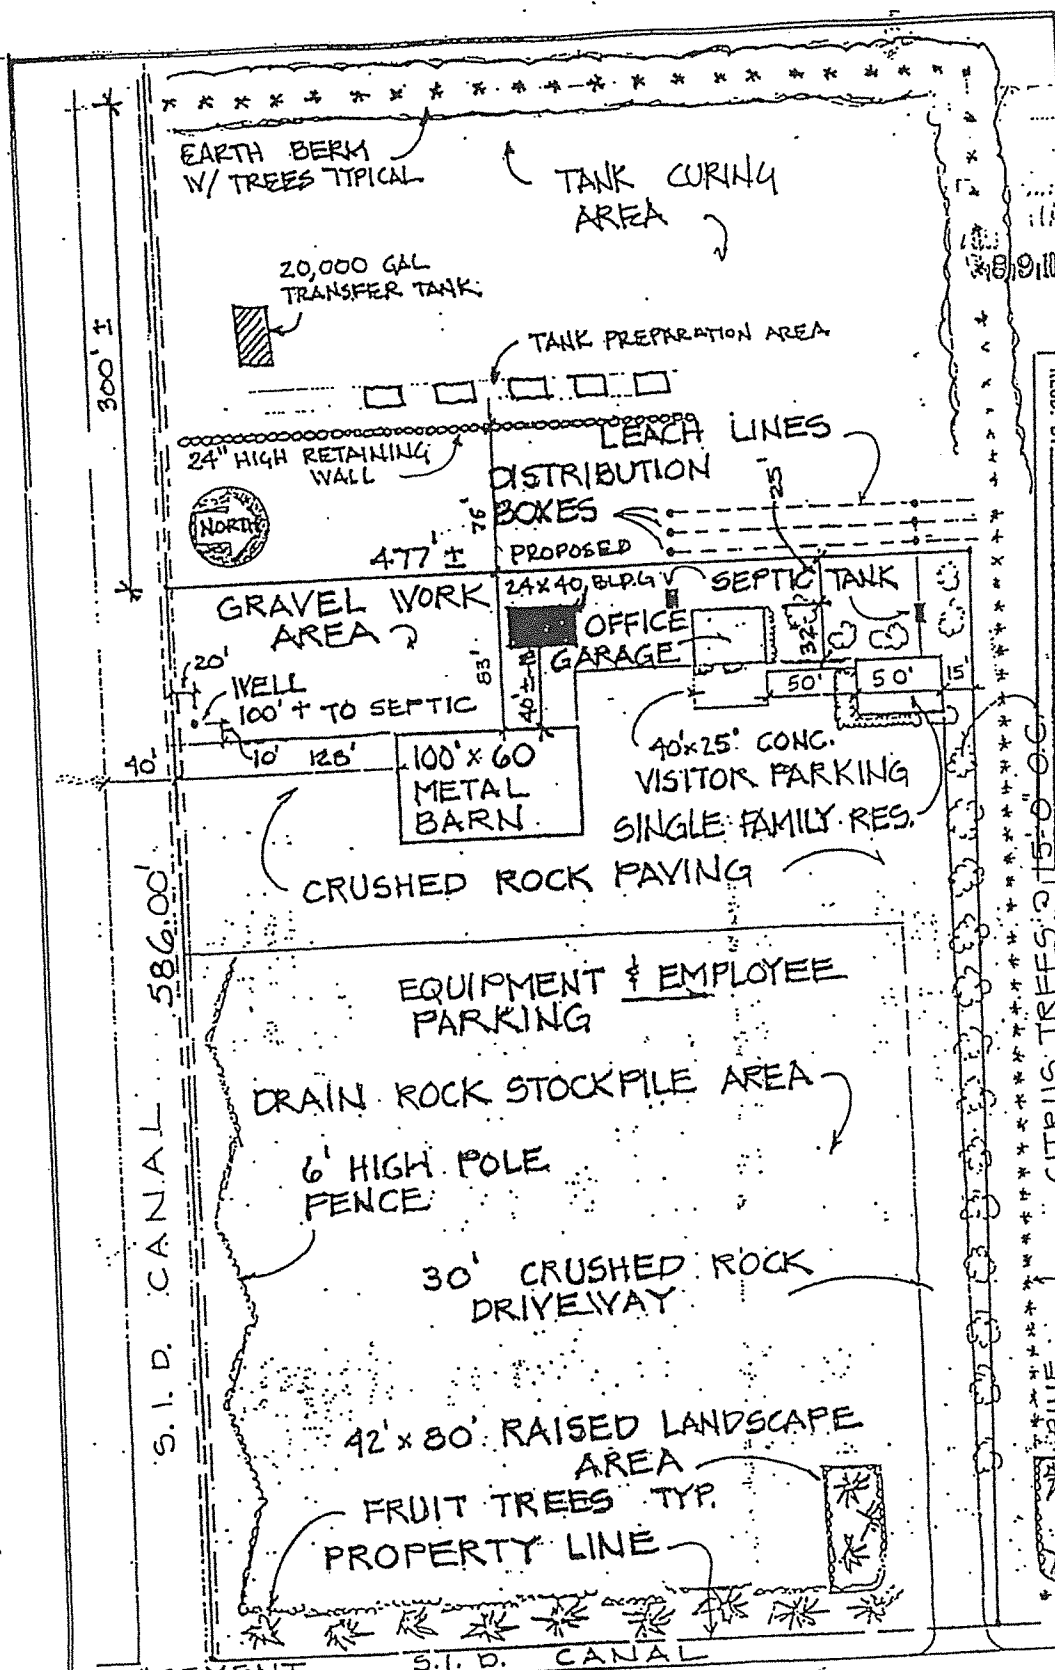 EARTH BERM
W/ TREES TYPICAL
TANK CURING
AREA
20,000 GAL
TRANSFER TANK
300' ±
TANK PREPARATION AREA
24" HIGH RETAINING
WALL
LEACH LINES
DISTRIBUTION
BOXES
25'
NORTH
76'
477' ±
PROPOSED
24X40 BLDG
SEPTIC TANK
GRAVEL WORK
AREA
OFFICE
GARAGE
32'
20'
WELL
100' + TO SEPTIC
83'
40' ±
50'
50'
15'
40'
10'
128'
100' X 60'
METAL
BARN
40'x25' CONC.
VISITOR PARKING
SINGLE FAMILY RES.
CRUSHED ROCK PAVING
586.00'
EQUIPMENT & EMPLOYEE
PARKING
DRAIN ROCK STOCKPILE AREA
6' HIGH POLE
FENCE
30' CRUSHED ROCK
DRIVEWAY
S.I.D. CANAL
42' x 80' RAISED LANDSCAPE
AREA
FRUIT TREES TYP.
PROPERTY LINE
S.I.D. CANAL
CITRUS TREES @ 15'-0" O.C.